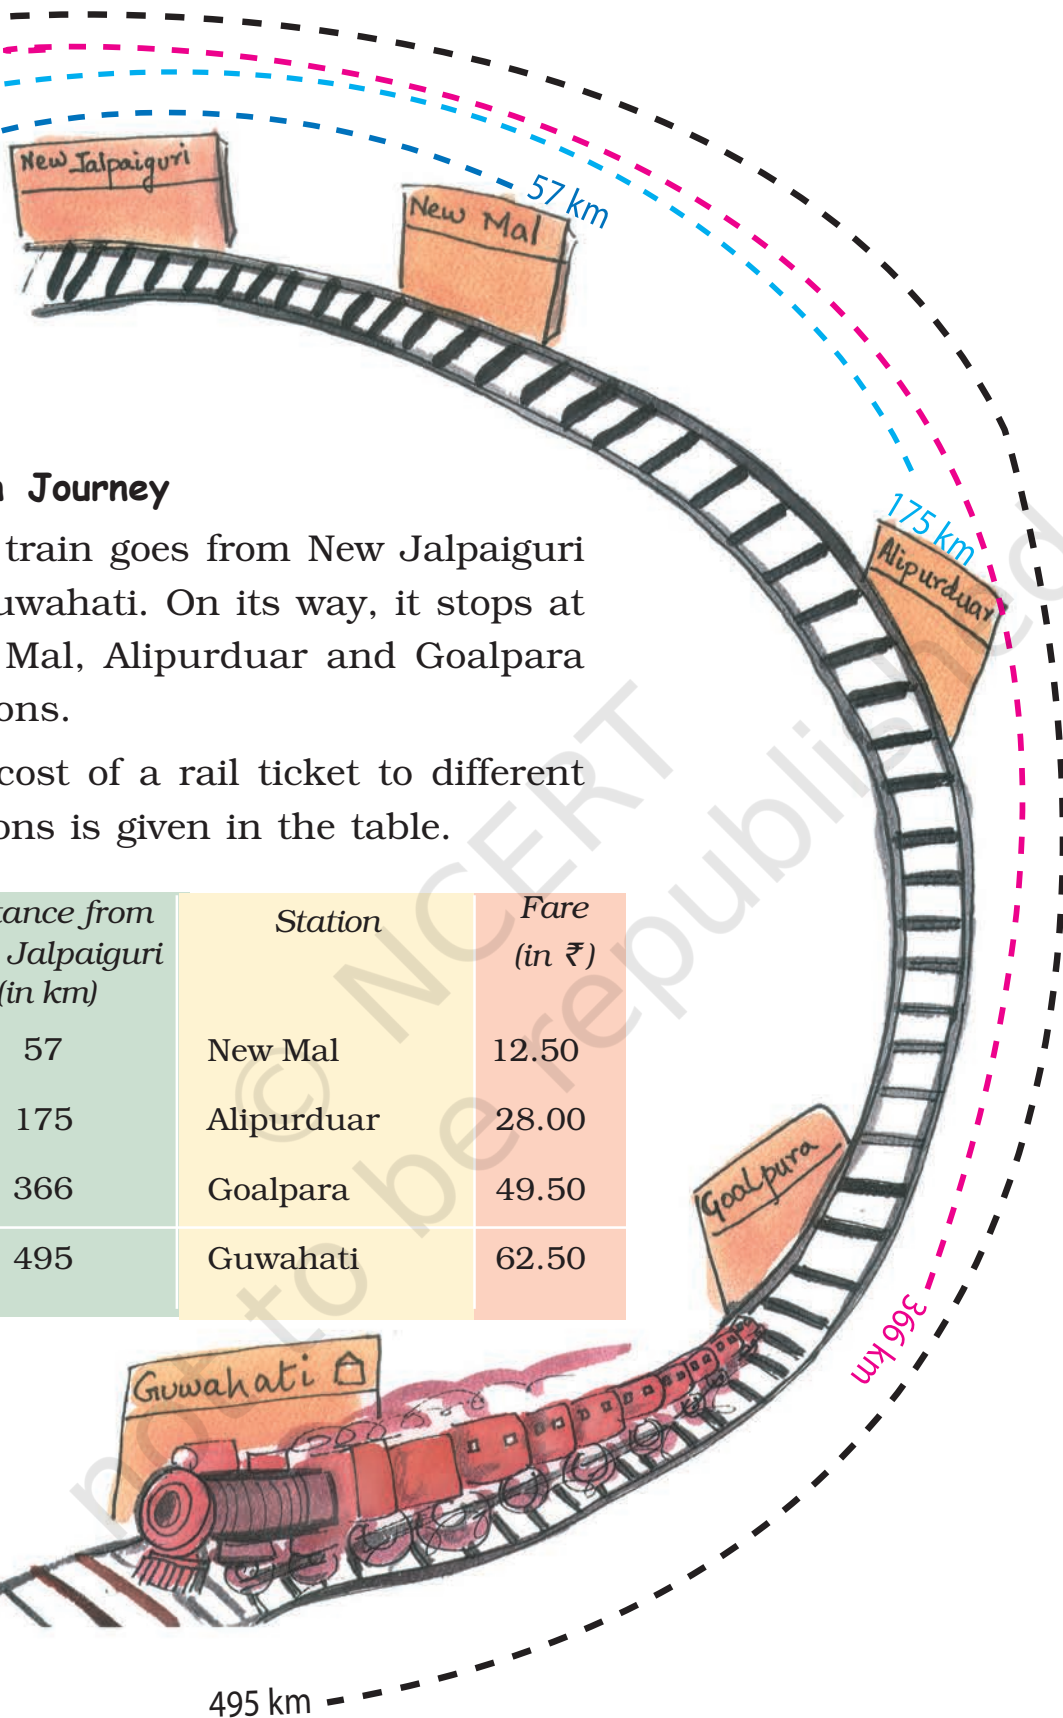 New Jalpaiguri
New Mal
57 km
Journey
train goes from New Jalpaiguri
uwahati. On its way, it stops at
Mal, Alipurduar and Goalpara
ons.
cost of a rail ticket to different
ons is given in the table.
175 km
Alipurduar
tance from Jalpaiguri (in km) Station Fare (in ₹)
57 New Mal 12.50
175 Alipurduar 28.00
366 Goalpara 49.50
495 Guwahati 62.50
Goalpura
366 km
Guwahati
495 km
© NCERT
not to be republished